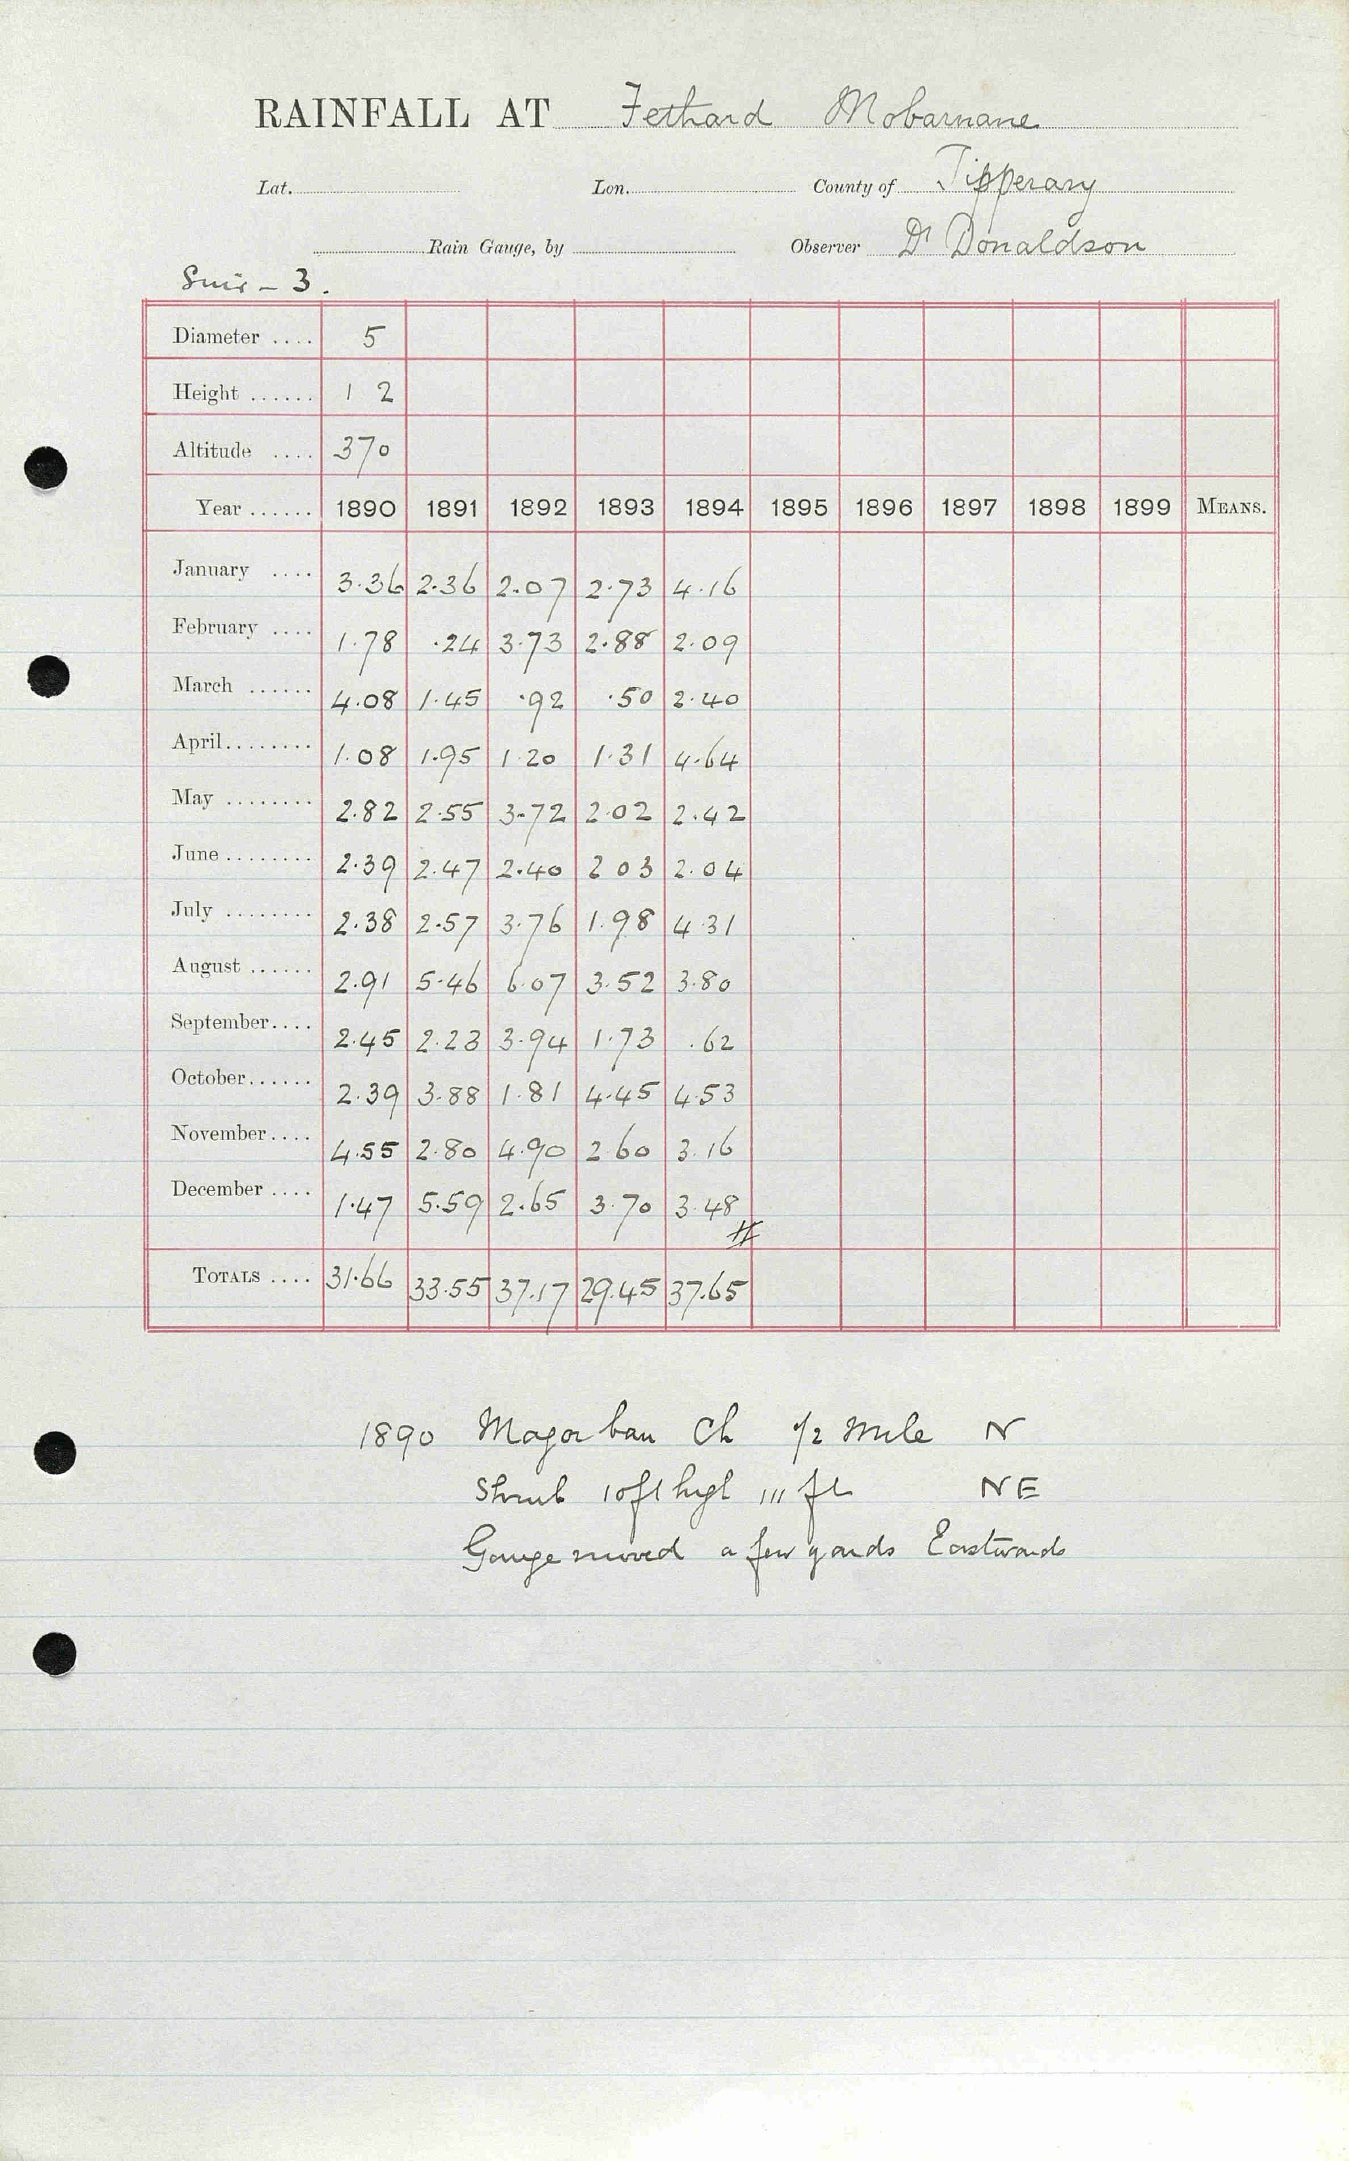 RAINFALL AT Fethard Mobarnane
Lat. Lon. County of Tipperary
Rain Gauge, by Observer Dr Donaldson
Suir - 3.
Diameter .... 5
Height ...... 1 2
Altitude .... 370
Year ...... 1890 1891 1892 1893 1894 1895 1896 1897 1898 1899 MEANS.
January .... 3.36 2.36 2.07 2.73 4.16
February .... 1.78 .24 3.73 2.88 2.09
March ...... 4.08 1.45 .92 .50 2.40
April........ 1.08 1.95 1.20 1.31 4.64
May ........ 2.82 2.55 3.72 2.02 2.42
June ........ 2.39 2.47 2.40 2 03 2.04
July ........ 2.38 2.57 3.76 1.98 4.31
August ...... 2.91 5.46 6.07 3.52 3.80
September.... 2.45 2.23 3.94 1.73 .62
October...... 2.39 3.88 1.81 4.45 4.53
November.... 4.55 2.80 4.90 2.60 3.16
December .... 1.47 5.59 2.65 3.70 3.48
TOTALS .... 31.66 33.55 37.17 29.45 37.65
1890 Magorban Ch 1/2 mile N
Shrub 10ft high 111 ft NE
Gauge moved a few yards Eastwards